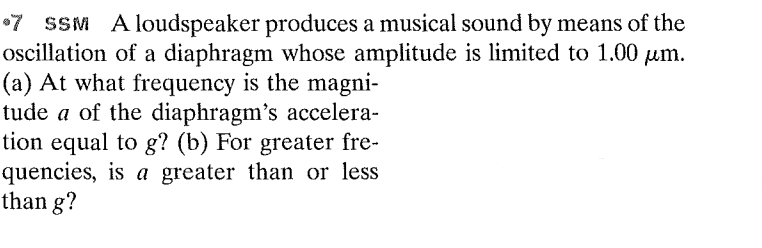 •7 SSM A loudspeaker produces a musical sound by means of the
oscillation of a diaphragm whose amplitude is limited to 1.00 μm.
(a) At what frequency is the magni-
tude a of the diaphragm's accelera-
tion equal to g? (b) For greater fre-
quencies, is a greater than or less
than g?